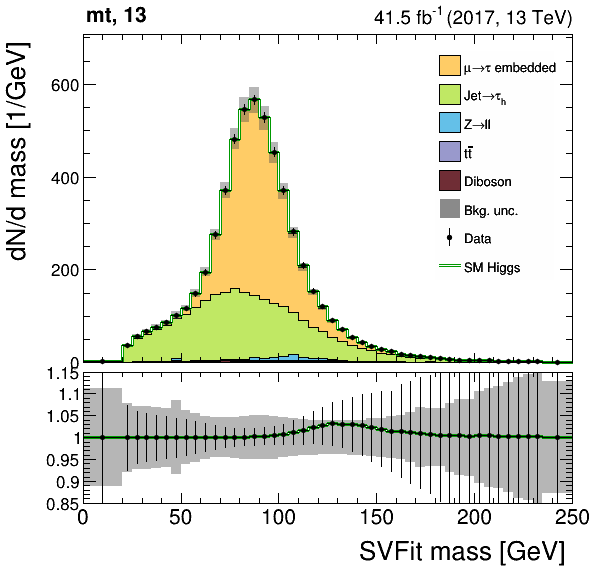 mt, 13
41.5 fb⁻¹ (2017, 13 TeV)
dN/d mass [1/GeV]
600
400
200
0
μ→τ embedded
Jet→τₕ
Z→ll
tt̅
Diboson
Bkg. unc.
Data
SM Higgs
1.15
1.1
1.05
1
0.95
0.9
0.85
0 50 100 150 200 250
SVFit mass [GeV]